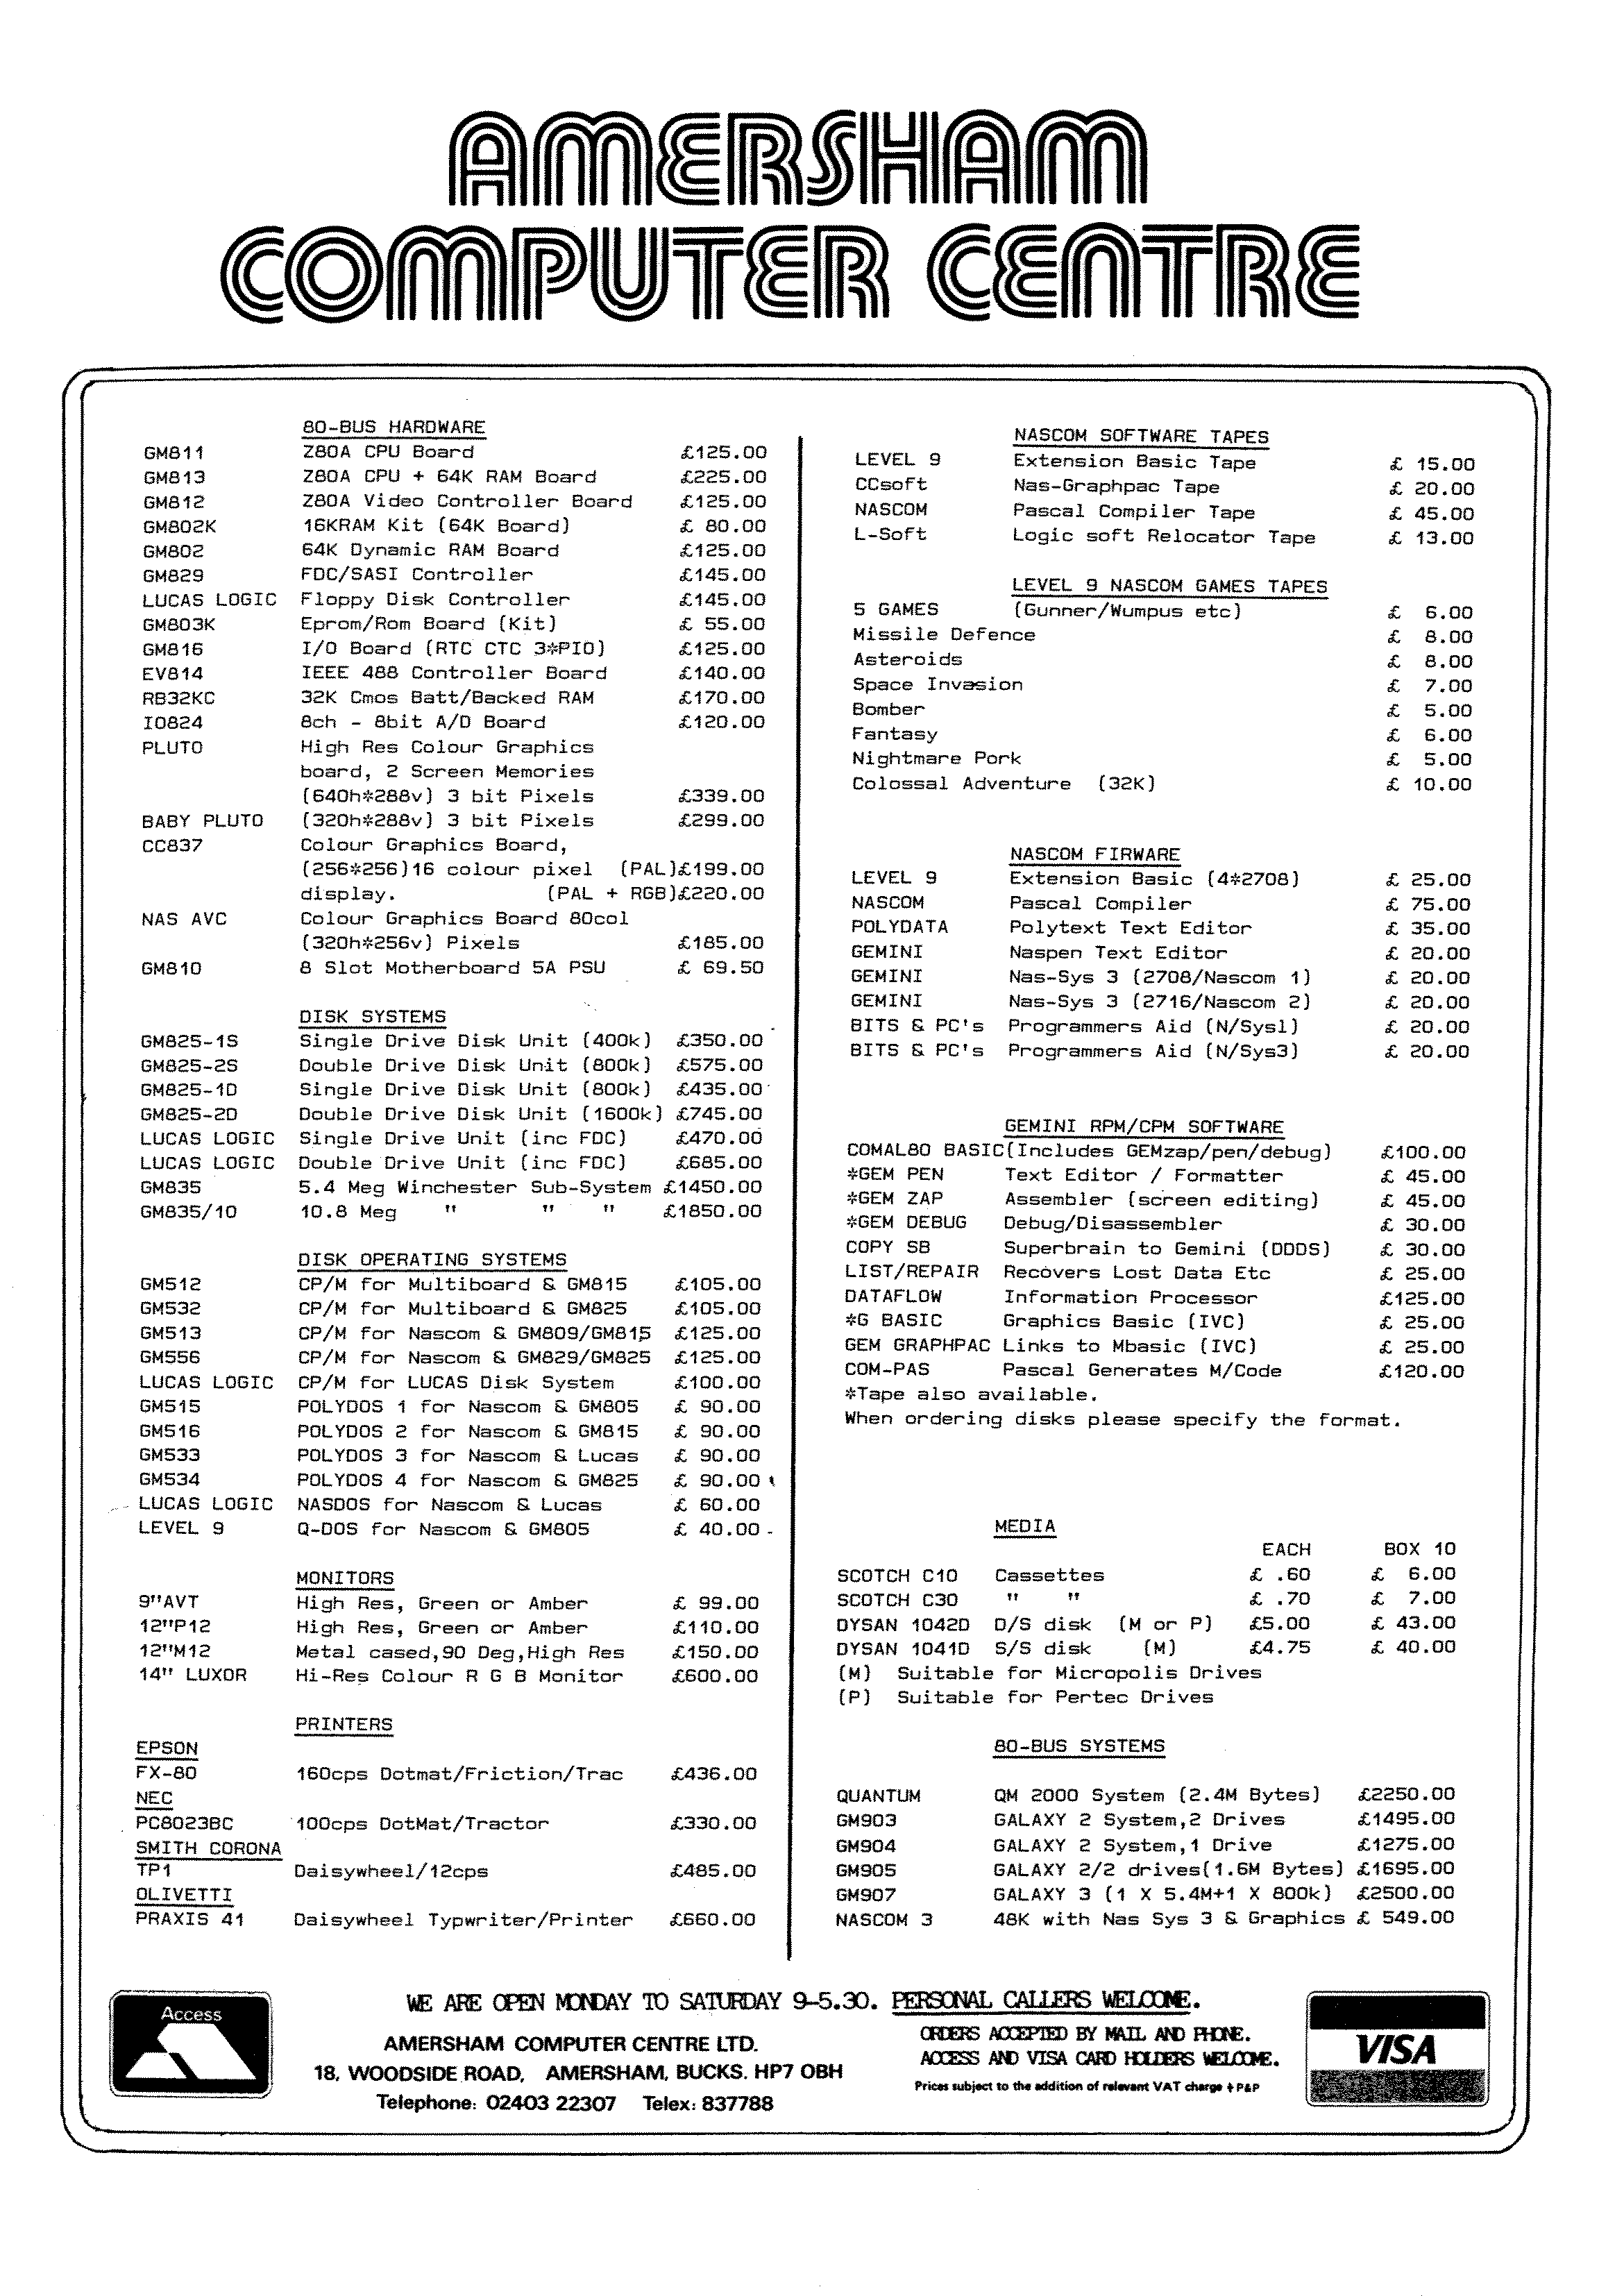 AMERSHAM
COMPUTER CENTRE
80-BUS HARDWARE
GM811 Z80A CPU Board £125.00
GM813 Z80A CPU + 64K RAM Board £225.00
GM812 Z80A Video Controller Board £125.00
GM802K 16KRAM Kit (64K Board) £ 80.00
GM802 64K Dynamic RAM Board £125.00
GM829 FDC/SASI Controller £145.00
LUCAS LOGIC Floppy Disk Controller £145.00
GM803K Eprom/Rom Board (Kit) £ 55.00
GM816 I/O Board (RTC CTC 3*PIO) £125.00
EV814 IEEE 488 Controller Board £140.00
RB32KC 32K Cmos Batt/Backed RAM £170.00
IO824 8ch - 8bit A/D Board £120.00
PLUTO High Res Colour Graphics
board, 2 Screen Memories
(640h*288v) 3 bit Pixels £339.00
BABY PLUTO (320h*288v) 3 bit Pixels £299.00
CC837 Colour Graphics Board,
(256*256)16 colour pixel (PAL)£199.00
display. (PAL + RGB)£220.00
NAS AVC Colour Graphics Board 80col
(320h*256v) Pixels £185.00
GM810 8 Slot Motherboard 5A PSU £ 69.50
DISK SYSTEMS
GM825-1S Single Drive Disk Unit (400k) £350.00
GM825-2S Double Drive Disk Unit (800k) £575.00
GM825-1D Single Drive Disk Unit (800k) £435.00
GM825-2D Double Drive Disk Unit (1600k) £745.00
LUCAS LOGIC Single Drive Unit (inc FDC) £470.00
LUCAS LOGIC Double Drive Unit (inc FDC) £685.00
GM835 5.4 Meg Winchester Sub-System £1450.00
GM835/10 10.8 Meg " " " £1850.00
DISK OPERATING SYSTEMS
GM512 CP/M for Multiboard & GM815 £105.00
GM532 CP/M for Multiboard & GM825 £105.00
GM513 CP/M for Nascom & GM809/GM815 £125.00
GM556 CP/M for Nascom & GM829/GM825 £125.00
LUCAS LOGIC CP/M for LUCAS Disk System £100.00
GM515 POLYDOS 1 for Nascom & GM805 £ 90.00
GM516 POLYDOS 2 for Nascom & GM815 £ 90.00
GM533 POLYDOS 3 for Nascom & Lucas £ 90.00
GM534 POLYDOS 4 for Nascom & GM825 £ 90.00
LUCAS LOGIC NASDOS for Nascom & Lucas £ 60.00
LEVEL 9 Q-DOS for Nascom & GM805 £ 40.00
MONITORS
9"AVT High Res, Green or Amber £ 99.00
12"P12 High Res, Green or Amber £110.00
12"M12 Metal cased,90 Deg,High Res £150.00
14" LUXOR Hi-Res Colour R G B Monitor £600.00
PRINTERS
EPSON
FX-80 160cps Dotmat/Friction/Trac £436.00
NEC
PC8023BC 100cps DotMat/Tractor £330.00
SMITH CORONA
TP1 Daisywheel/12cps £485.00
OLIVETTI
PRAXIS 41 Daisywheel Typwriter/Printer £660.00
NASCOM SOFTWARE TAPES
LEVEL 9 Extension Basic Tape £ 15.00
CCsoft Nas-Graphpac Tape £ 20.00
NASCOM Pascal Compiler Tape £ 45.00
L-Soft Logic soft Relocator Tape £ 13.00
LEVEL 9 NASCOM GAMES TAPES
5 GAMES (Gunner/Wumpus etc) £ 6.00
Missile Defence £ 8.00
Asteroids £ 8.00
Space Invasion £ 7.00
Bomber £ 5.00
Fantasy £ 6.00
Nightmare Pork £ 5.00
Colossal Adventure (32K) £ 10.00
NASCOM FIRWARE
LEVEL 9 Extension Basic (4*2708) £ 25.00
NASCOM Pascal Compiler £ 75.00
POLYDATA Polytext Text Editor £ 35.00
GEMINI Naspen Text Editor £ 20.00
GEMINI Nas-Sys 3 (2708/Nascom 1) £ 20.00
GEMINI Nas-Sys 3 (2716/Nascom 2) £ 20.00
BITS & PC's Programmers Aid (N/Sys1) £ 20.00
BITS & PC's Programmers Aid (N/Sys3) £ 20.00
GEMINI RPM/CPM SOFTWARE
COMAL80 BASIC(Includes GEMzap/pen/debug) £100.00
*GEM PEN Text Editor / Formatter £ 45.00
*GEM ZAP Assembler (screen editing) £ 45.00
*GEM DEBUG Debug/Disassembler £ 30.00
COPY SB Superbrain to Gemini (DDDS) £ 30.00
LIST/REPAIR Recovers Lost Data Etc £ 25.00
DATAFLOW Information Processor £125.00
*G BASIC Graphics Basic (IVC) £ 25.00
GEM GRAPHPAC Links to Mbasic (IVC) £ 25.00
COM-PAS Pascal Generates M/Code £120.00
*Tape also available.
When ordering disks please specify the format.
MEDIA
EACH BOX 10
SCOTCH C10 Cassettes £ .60 £ 6.00
SCOTCH C30 " " £ .70 £ 7.00
DYSAN 1042D D/S disk (M or P) £5.00 £ 43.00
DYSAN 1041D S/S disk (M) £4.75 £ 40.00
(M) Suitable for Micropolis Drives
(P) Suitable for Pertec Drives
80-BUS SYSTEMS
QUANTUM QM 2000 System (2.4M Bytes) £2250.00
GM903 GALAXY 2 System,2 Drives £1495.00
GM904 GALAXY 2 System,1 Drive £1275.00
GM905 GALAXY 2/2 drives(1.6M Bytes) £1695.00
GM907 GALAXY 3 (1 X 5.4M+1 X 800k) £2500.00
NASCOM 3 48K with Nas Sys 3 & Graphics £ 549.00
Access
WE ARE OPEN MONDAY TO SATURDAY 9-5.30. PERSONAL CALLERS WELCOME.
AMERSHAM COMPUTER CENTRE LTD.
18, WOODSIDE ROAD, AMERSHAM, BUCKS. HP7 0BH
Telephone: 02403 22307 Telex: 837788
ORDERS ACCEPTED BY MAIL AND PHONE.
ACCESS AND VISA CARD HOLDERS WELCOME.
Prices subject to the addition of relevant VAT charge + P&P
VISA